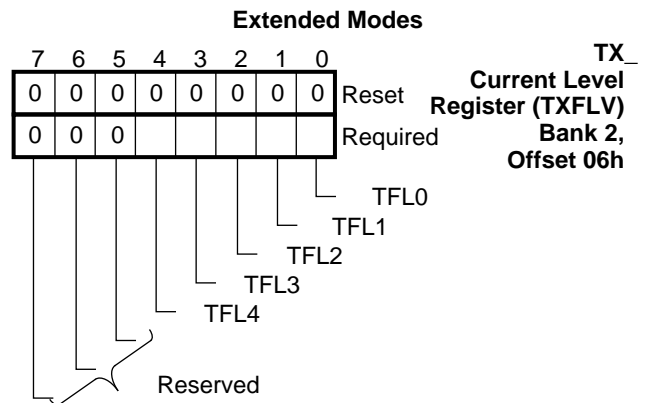 Extended Modes
7 6 5 4 3 2 1 0
0 0 0 0 0 0 0 0 Reset
0 0 0 Required
TX_
Current Level
Register (TXFLV)
Bank 2,
Offset 06h
TFL0
TFL1
TFL2
TFL3
TFL4
Reserved